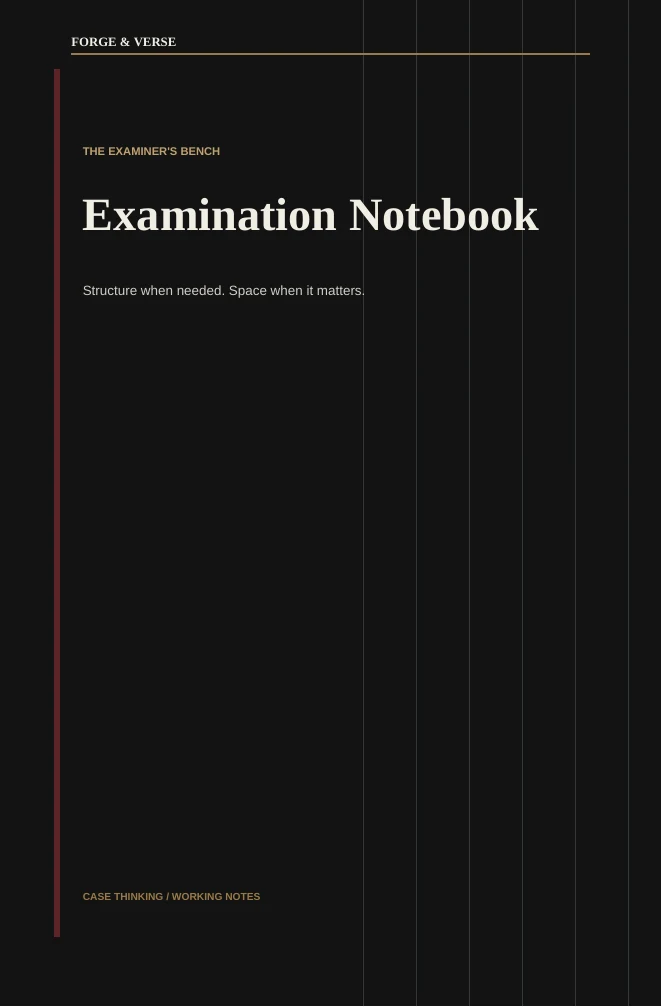 FORGE & VERSE
THE EXAMINER'S BENCH
Examination Notebook
Structure when needed. Space when it matters.
CASE THINKING / WORKING NOTES